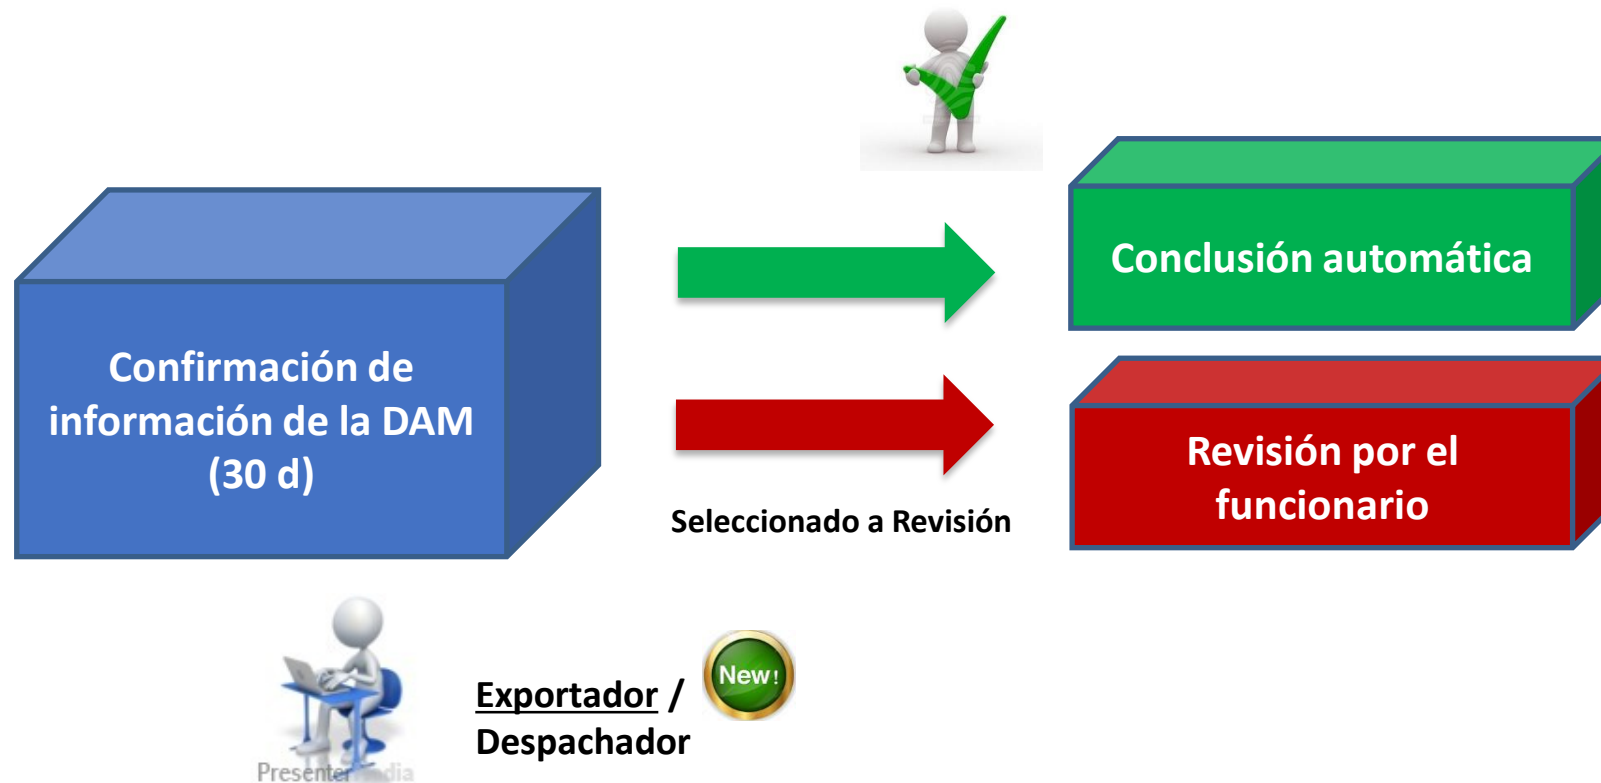 Conclusión automática
Confirmación de
información de la DAM
(30 d)
Revisión por el
funcionario
Seleccionado a Revisión
New!
Exportador /
Despachador